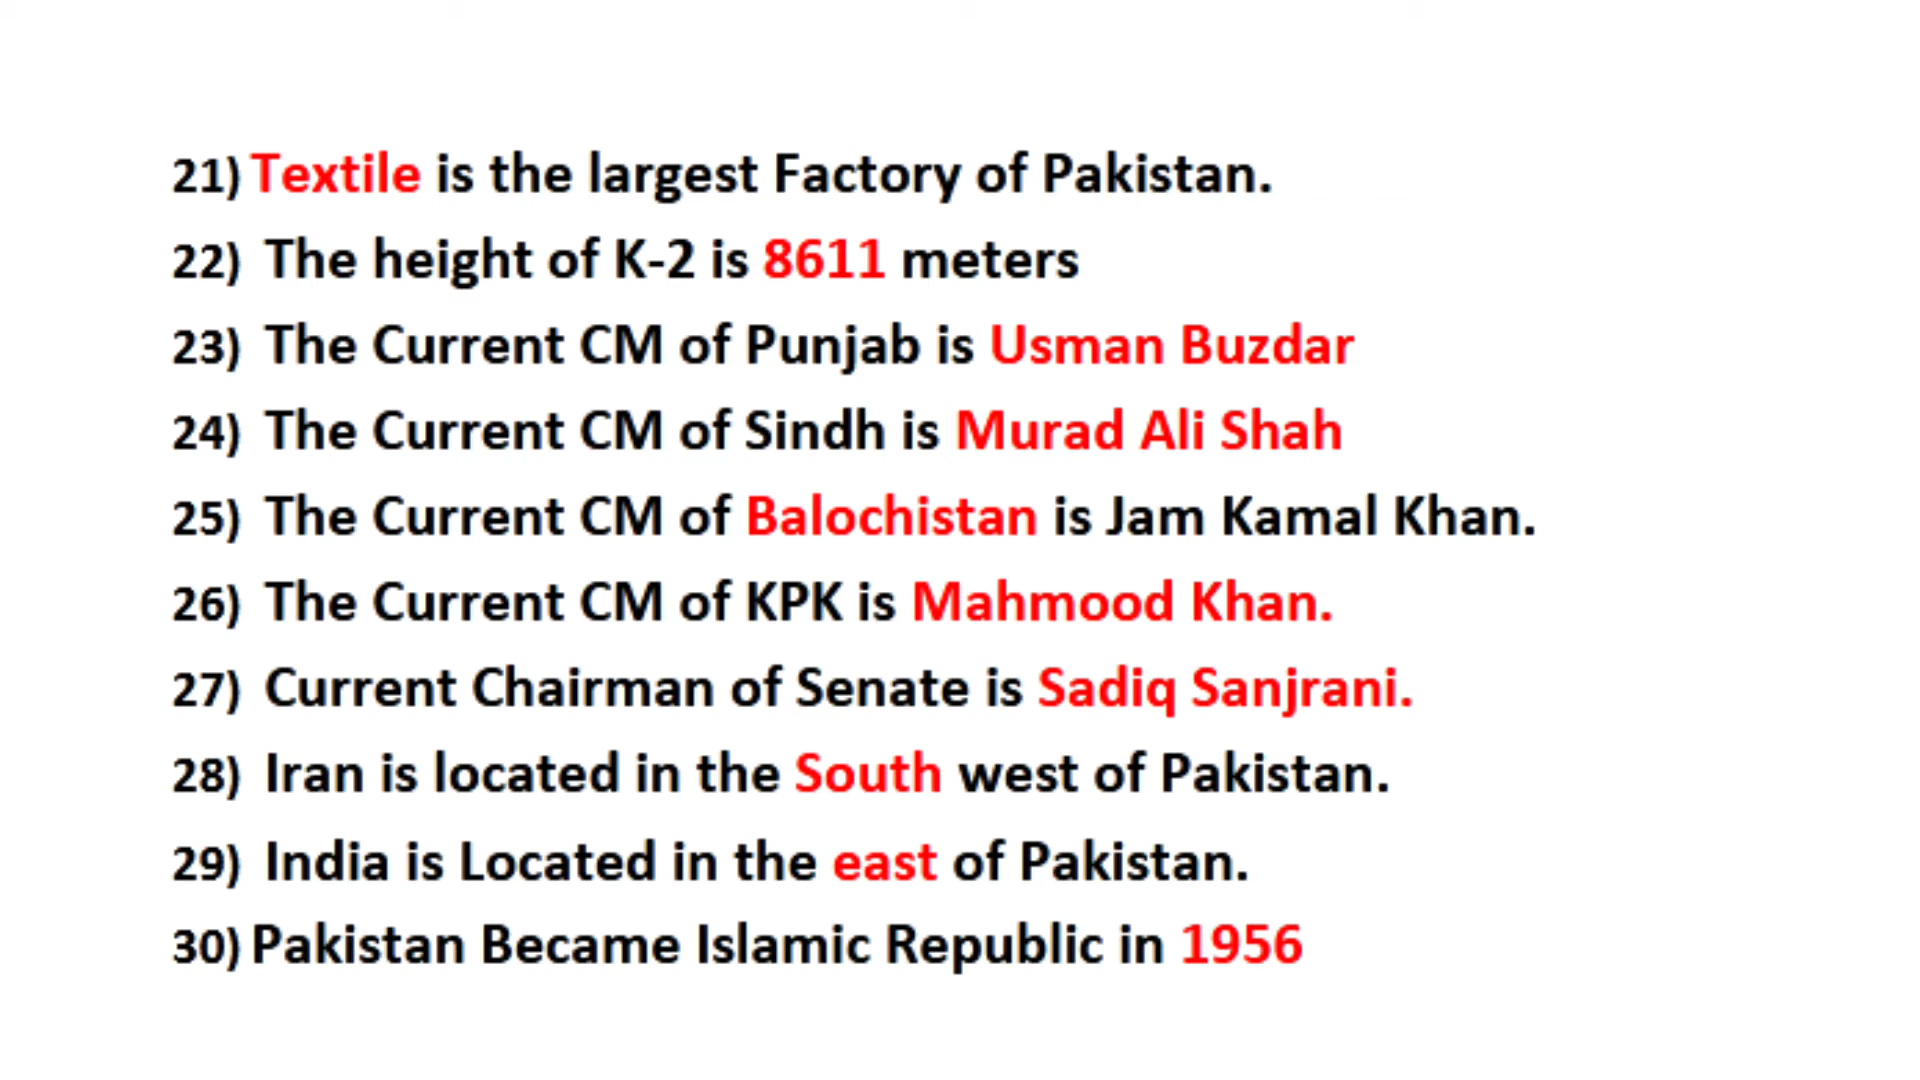 21) Textile is the largest Factory of Pakistan.
22) The height of K-2 is 8611 meters
23) The Current CM of Punjab is Usman Buzdar
24) The Current CM of Sindh is Murad Ali Shah
25) The Current CM of Balochistan is Jam Kamal Khan.
26) The Current CM of KPK is Mahmood Khan.
27) Current Chairman of Senate is Sadiq Sanjrani.
28) Iran is located in the South west of Pakistan.
29) India is Located in the east of Pakistan.
30) Pakistan Became Islamic Republic in 1956